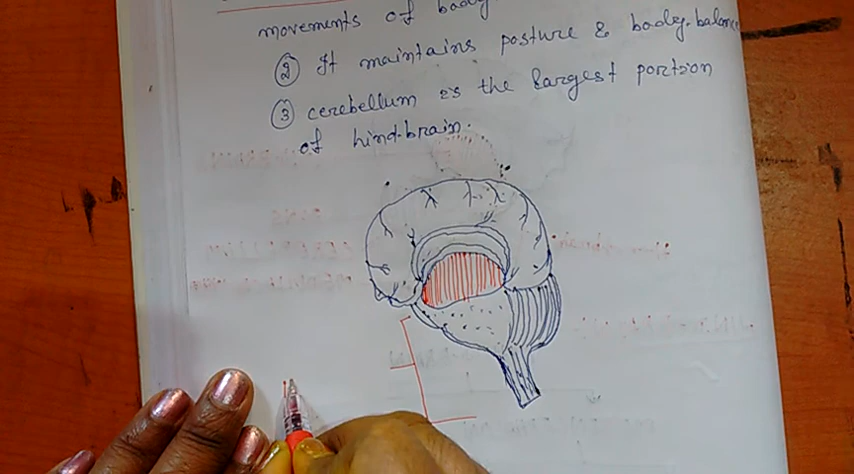 movements of body.
② It maintains posture & body-balance
③ cerebellum is the largest portion
of hind-brain.